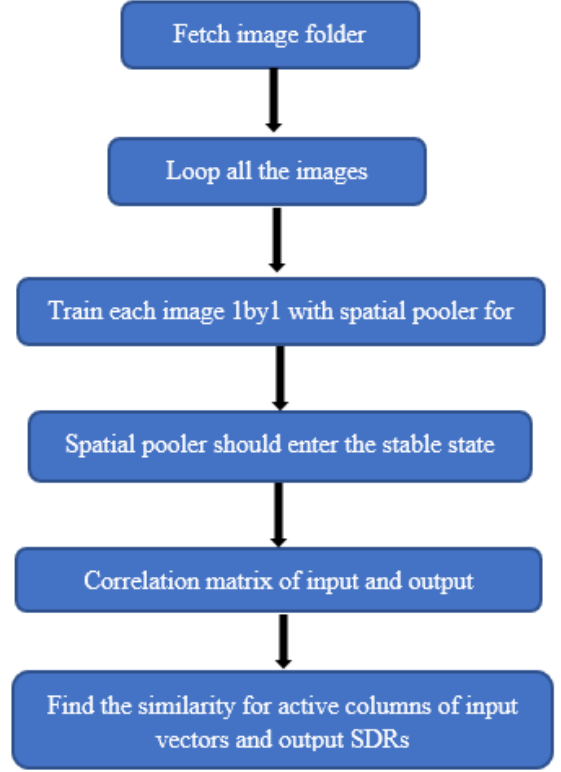 Fetch image folder
Loop all the images
Train each image 1by1 with spatial pooler for
Spatial pooler should enter the stable state
Correlation matrix of input and output
Find the similarity for active columns of input
vectors and output SDRs